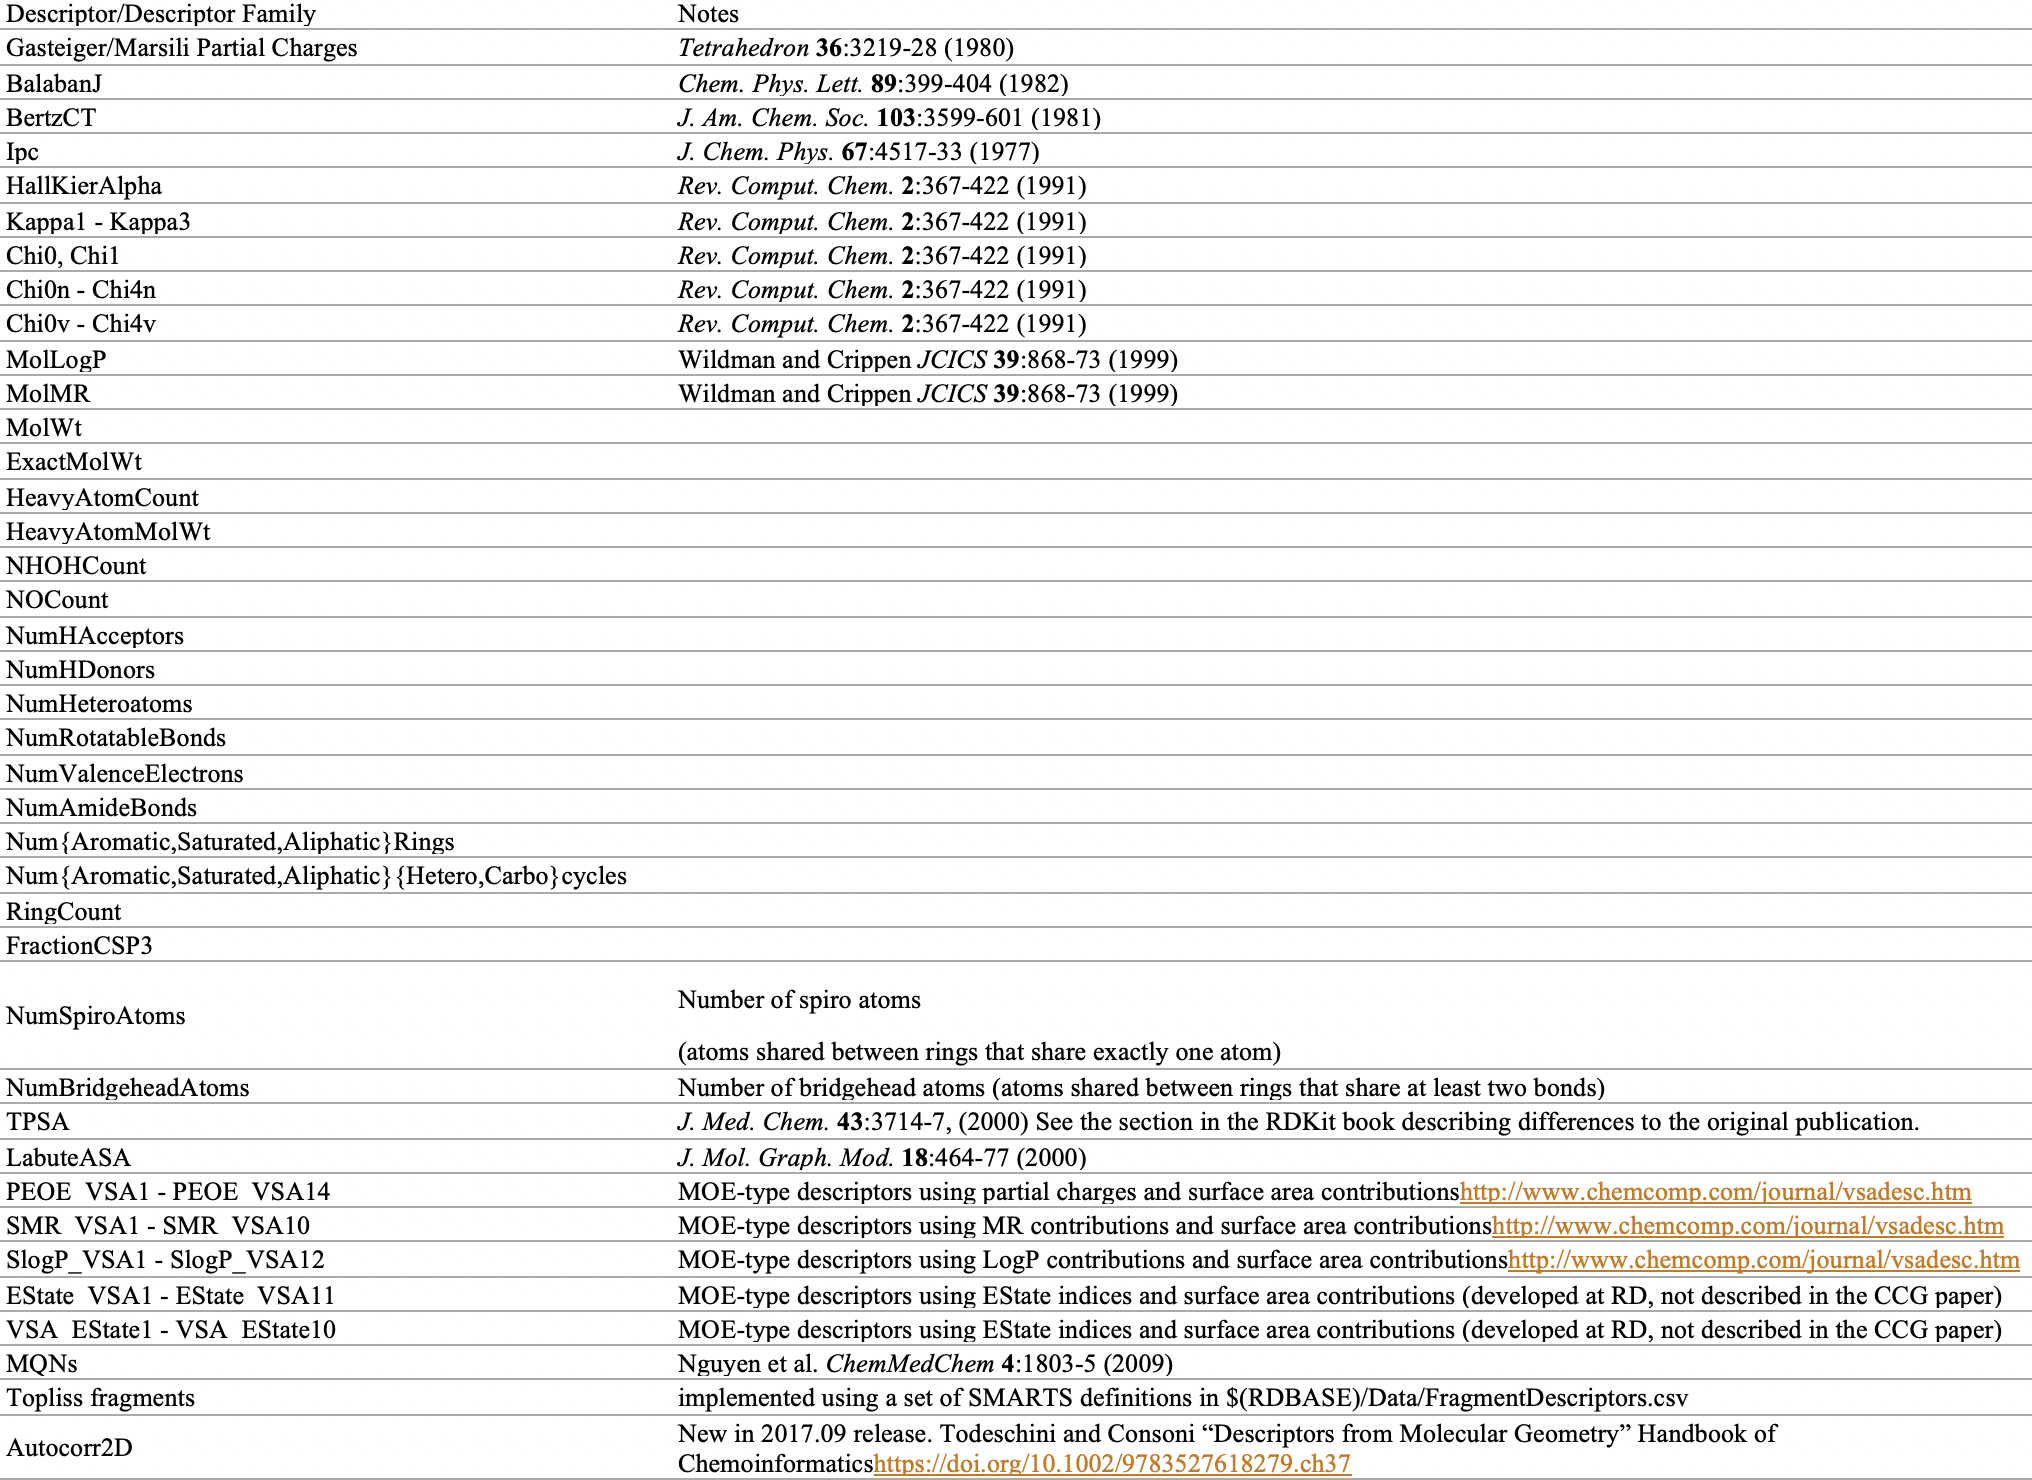 Descriptor/Descriptor Family Notes
Gasteiger/Marsili Partial Charges Tetrahedron 36:3219-28 (1980)
BalabanJ Chem. Phys. Lett. 89:399-404 (1982)
BertzCT J. Am. Chem. Soc. 103:3599-601 (1981)
Ipc J. Chem. Phys. 67:4517-33 (1977)
HallKierAlpha Rev. Comput. Chem. 2:367-422 (1991)
Kappa1 - Kappa3 Rev. Comput. Chem. 2:367-422 (1991)
Chi0, Chi1 Rev. Comput. Chem. 2:367-422 (1991)
Chi0n - Chi4n Rev. Comput. Chem. 2:367-422 (1991)
Chi0v - Chi4v Rev. Comput. Chem. 2:367-422 (1991)
MolLogP Wildman and Crippen JCICS 39:868-73 (1999)
MolMR Wildman and Crippen JCICS 39:868-73 (1999)
MolWt
ExactMolWt
HeavyAtomCount
HeavyAtomMolWt
NHOHCount
NOCount
NumHAcceptors
NumHDonors
NumHeteroatoms
NumRotatableBonds
NumValenceElectrons
NumAmideBonds
Num{Aromatic,Saturated,Aliphatic}Rings
Num{Aromatic,Saturated,Aliphatic}{Hetero,Carbo}cycles
RingCount
FractionCSP3
NumSpiroAtoms Number of spiro atoms
(atoms shared between rings that share exactly one atom)
NumBridgeheadAtoms Number of bridgehead atoms (atoms shared between rings that share at least two bonds)
TPSA J. Med. Chem. 43:3714-7, (2000) See the section in the RDKit book describing differences to the original publication.
LabuteASA J. Mol. Graph. Mod. 18:464-77 (2000)
PEOE_VSA1 - PEOE_VSA14 MOE-type descriptors using partial charges and surface area contributionshttp://www.chemcomp.com/journal/vsadesc.htm
SMR_VSA1 - SMR_VSA10 MOE-type descriptors using MR contributions and surface area contributionshttp://www.chemcomp.com/journal/vsadesc.htm
SlogP_VSA1 - SlogP_VSA12 MOE-type descriptors using LogP contributions and surface area contributionshttp://www.chemcomp.com/journal/vsadesc.htm
EState_VSA1 - EState_VSA11 MOE-type descriptors using EState indices and surface area contributions (developed at RD, not described in the CCG paper)
VSA_EState1 - VSA_EState10 MOE-type descriptors using EState indices and surface area contributions (developed at RD, not described in the CCG paper)
MQNs Nguyen et al. ChemMedChem 4:1803-5 (2009)
Topliss fragments implemented using a set of SMARTS definitions in $(RDBASE)/Data/FragmentDescriptors.csv
Autocorr2D New in 2017.09 release. Todeschini and Consoni “Descriptors from Molecular Geometry” Handbook of
Chemoinformaticshttps://doi.org/10.1002/9783527618279.ch37